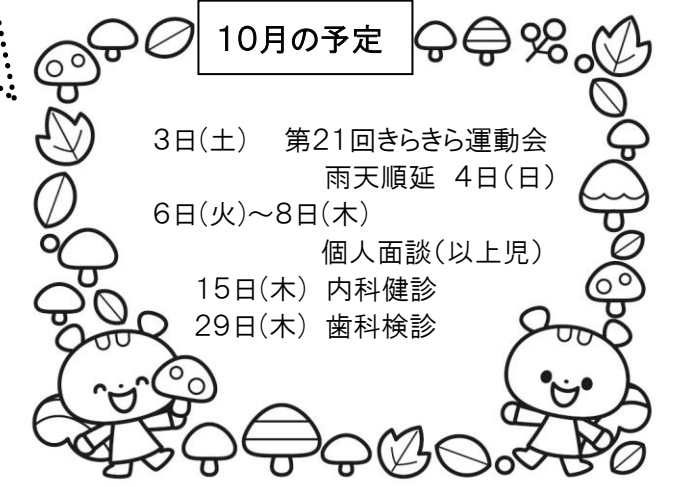 10月の予定
3日(土)　第21回きらきら運動会
雨天順延　4日(日)
6日(火)～8日(木)
個人面談(以上児)
15日(木)　内科健診
29日(木)　歯科検診